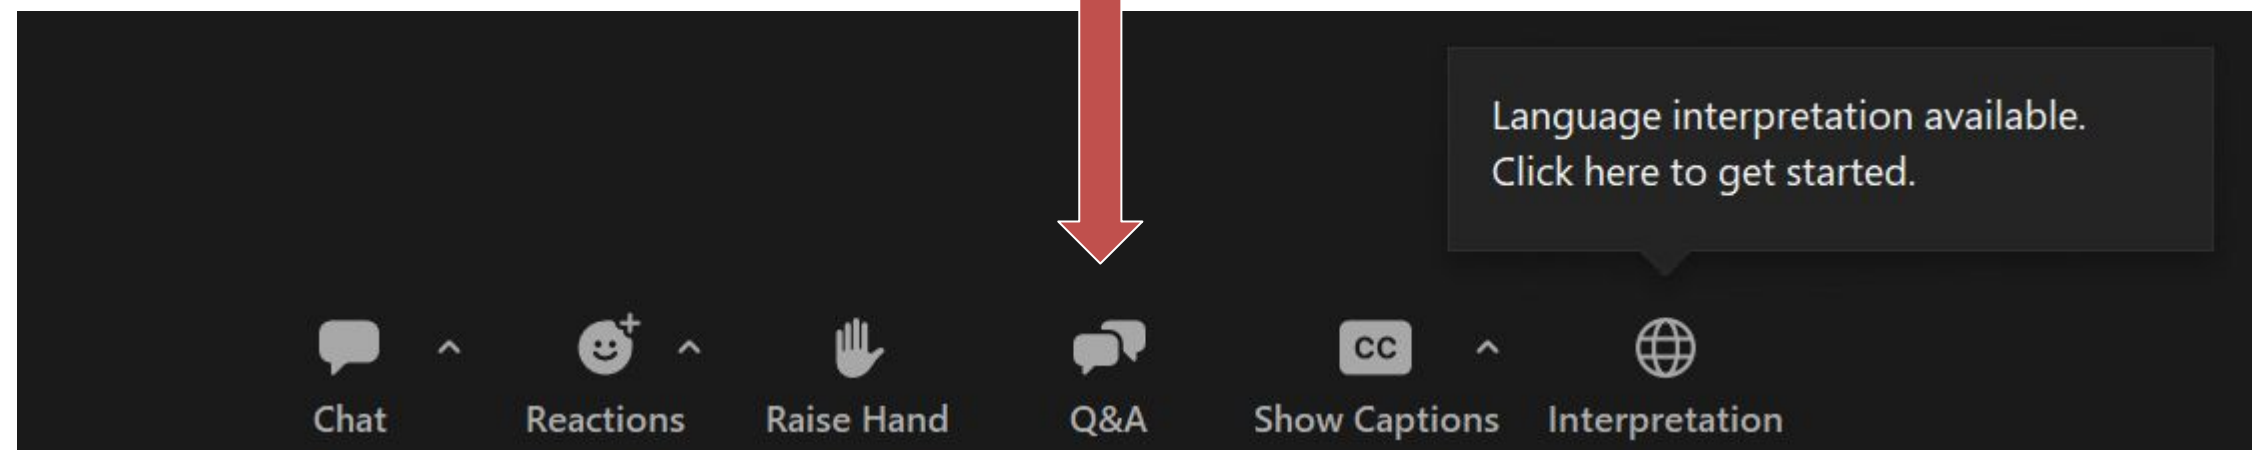 Language interpretation available.
Click here to get started.
Chat
Reactions
Raise Hand
Q&A
CC
Show Captions
Interpretation